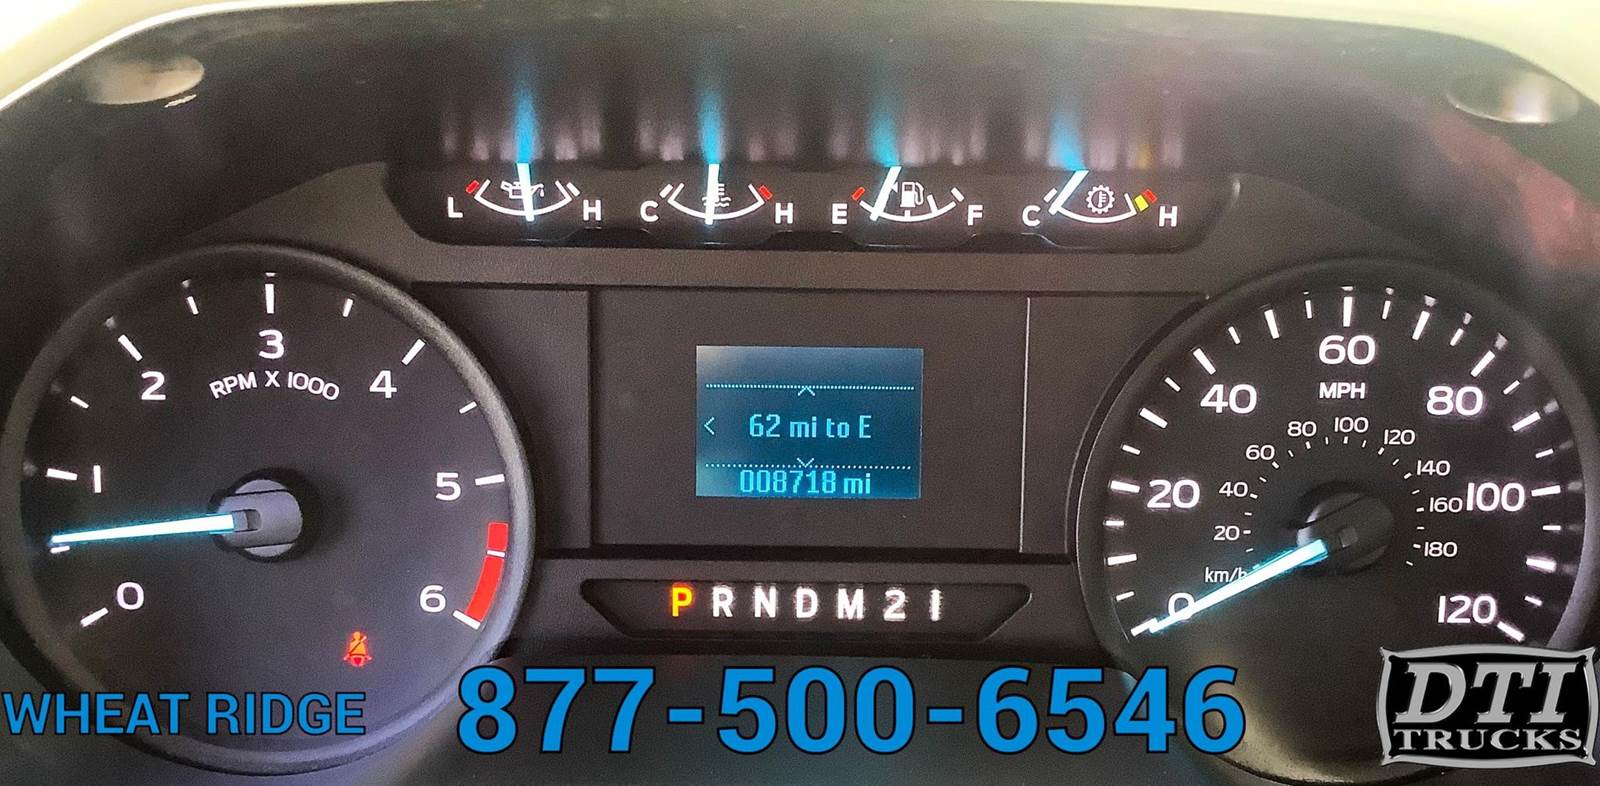 L H C H E F C H
3
2 4
RPM X 1000
1 5
0 6
62 mi to E
008718 mi
P R N D M 2 1
60
MPH
40 80
20 100
0 120
80 100 120
60 140
40 160
20 180
km/h
WHEAT RIDGE
877-500-6546
DTI
TRUCKS